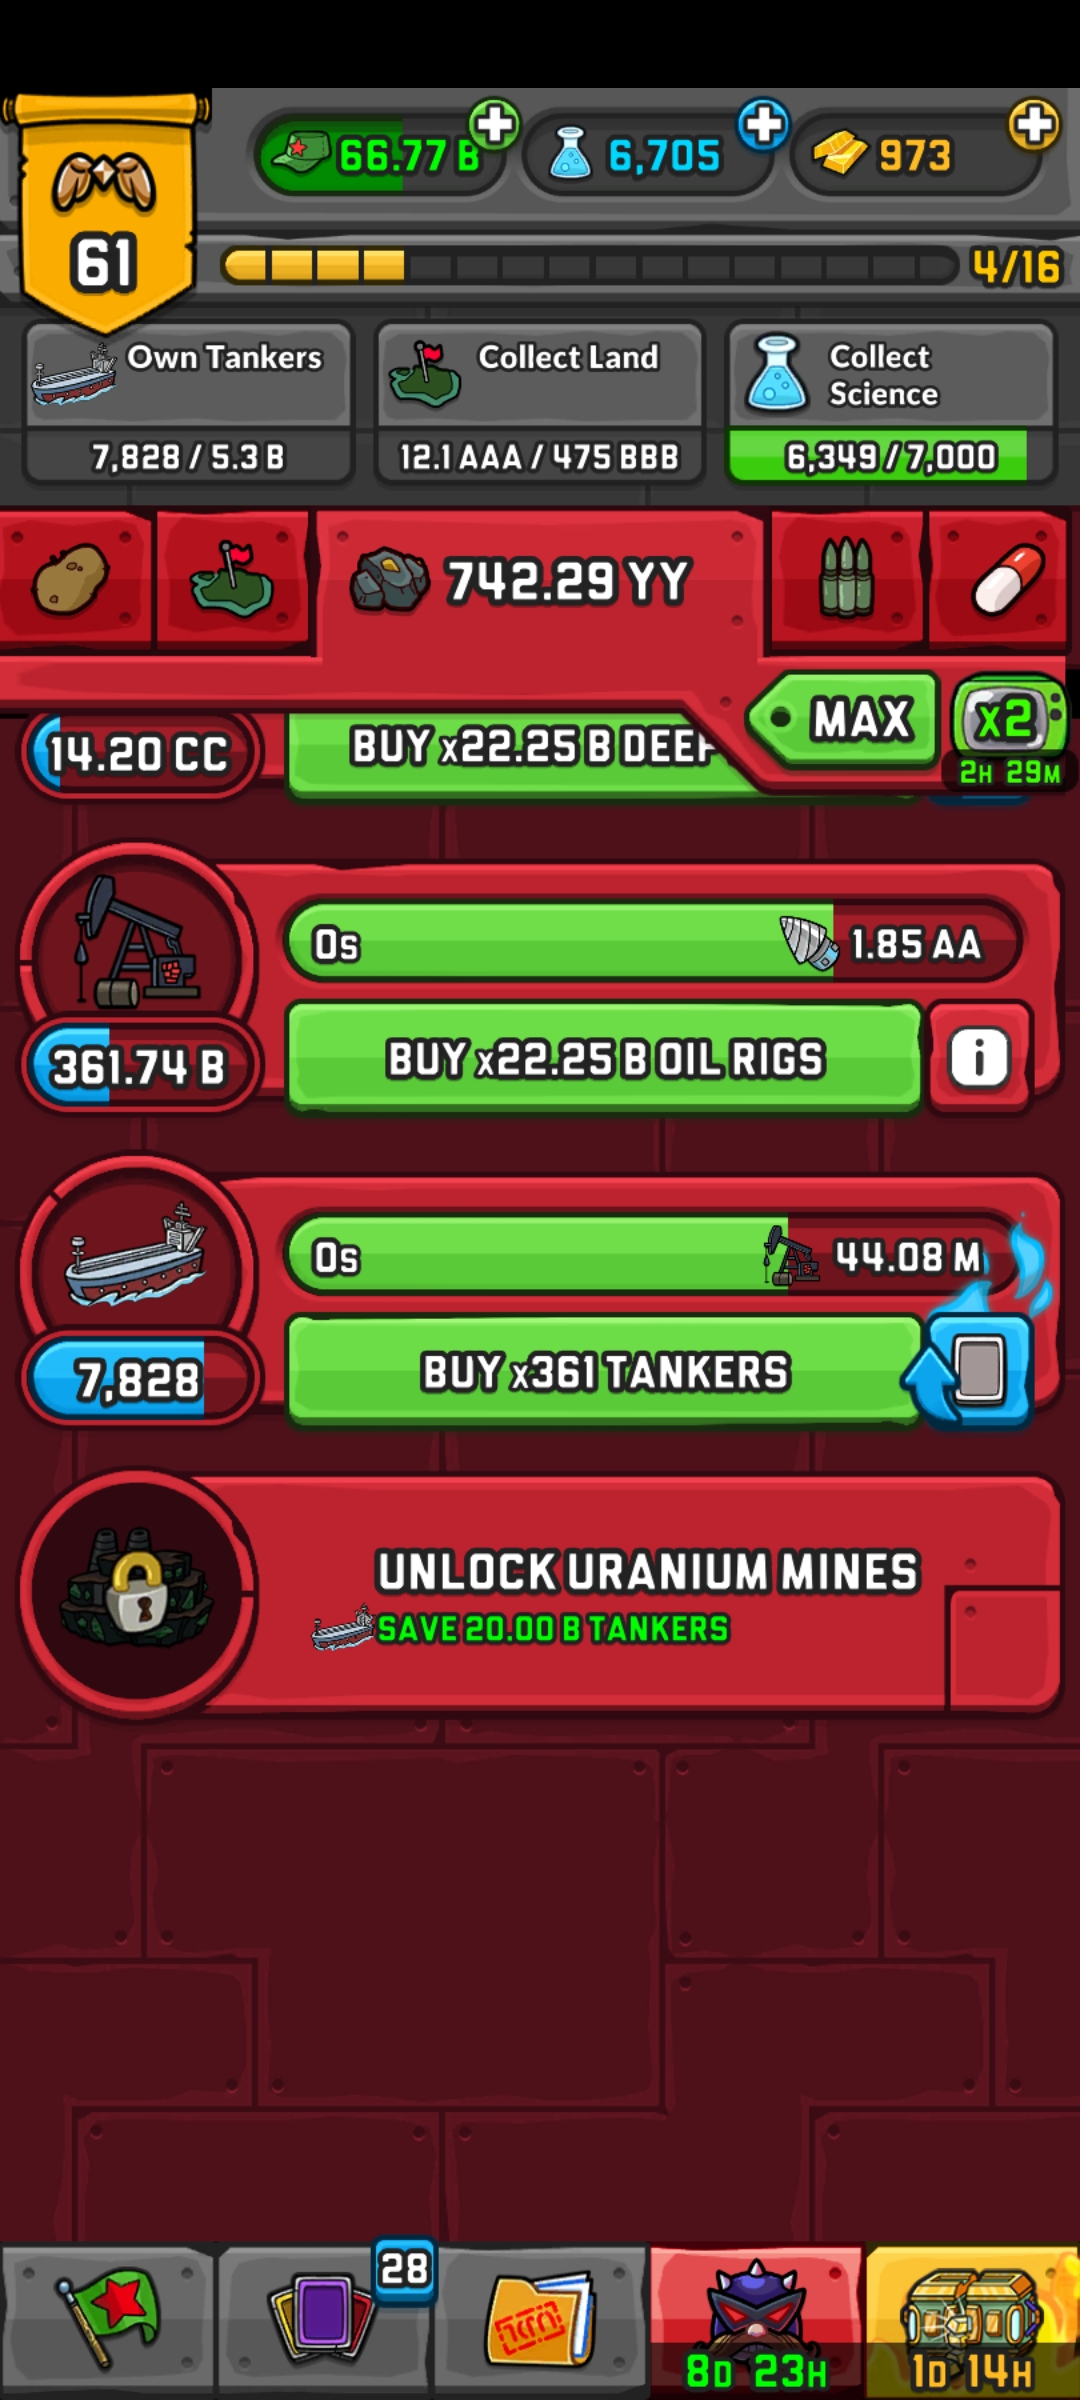 66.77 B
6,705
973
61
4/16
Own Tankers
7,828 / 5.3 B
Collect Land
12.1 AAA / 475 BBB
Collect
Science
6,349 / 7,000
742.29 YY
MAX
x2
2H 29M
14.20 CC
BUY x22.25 B DEEP
0s
1.85 AA
361.74 B
BUY x22.25 B OIL RIGS
i
0s
44.08 M
7,828
BUY x361 TANKERS
UNLOCK URANIUM MINES
SAVE 20.00 B TANKERS
28
8D 23H
1D 14H